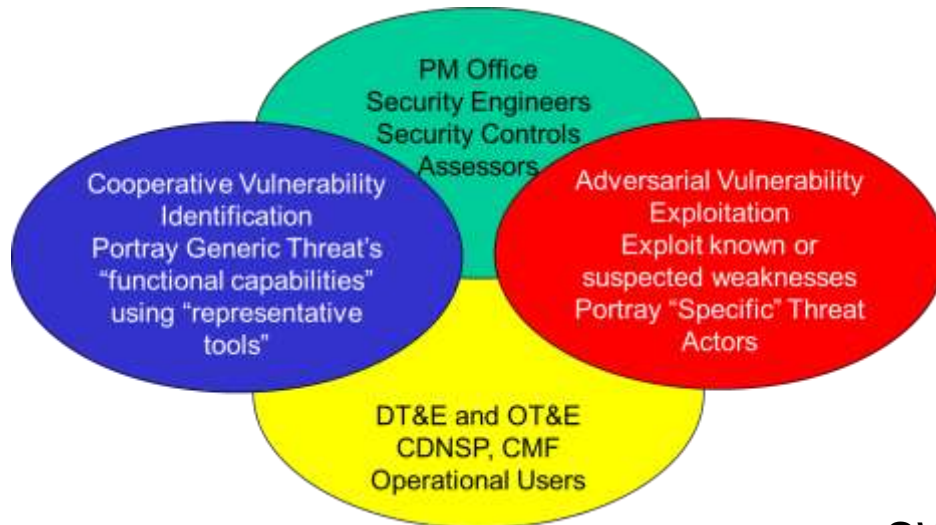 PM Office
Security Engineers
Security Controls
Assessors
Cooperative Vulnerability
Identification
Portray Generic Threat's
"functional capabilities"
using "representative
tools"
Adversarial Vulnerability
Exploitation
Exploit known or
suspected weaknesses
Portray "Specific" Threat
Actors
DT&E and OT&E
CDNSP, CMF
Operational Users